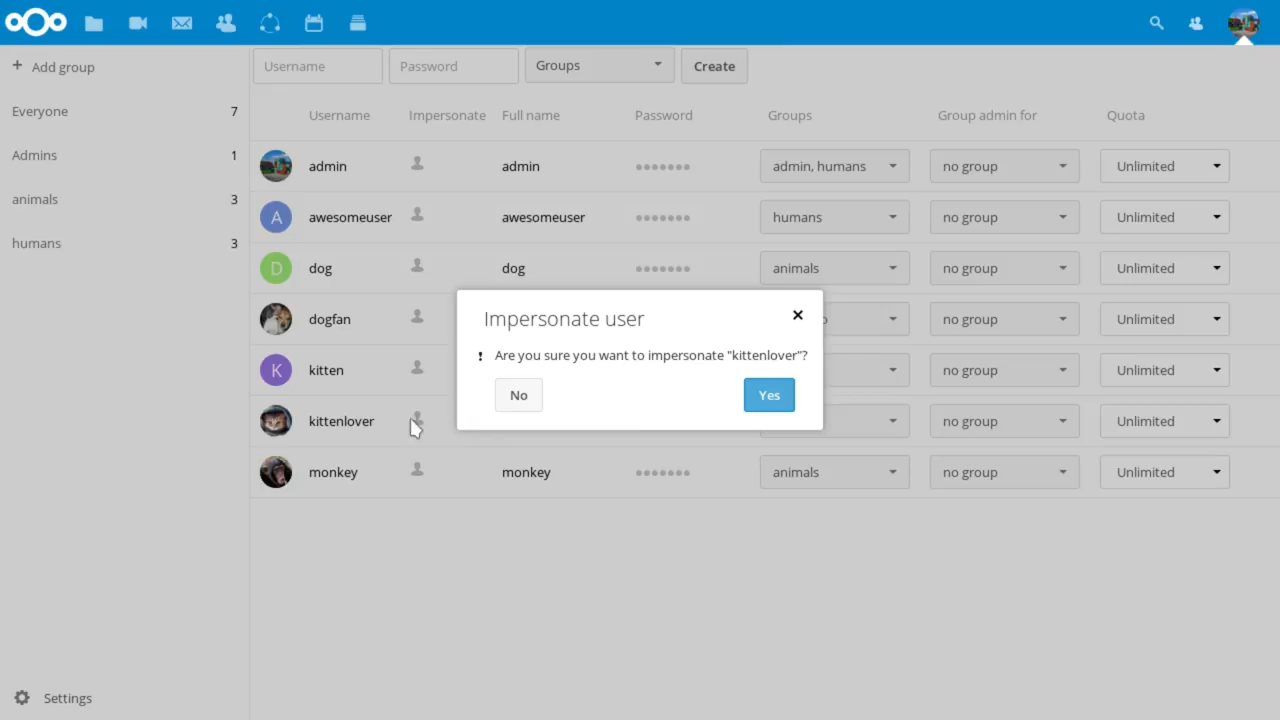 Username Password Groups Create
+ Add group
Everyone 7
Admins 1
animals 3
humans 3
Username Impersonate Full name Password Groups Group admin for Quota
admin admin ●●●●●●● admin, humans no group Unlimited
A awesomeuser awesomeuser ●●●●●●● humans no group Unlimited
D dog dog ●●●●●●● animals no group Unlimited
dogfan no group Unlimited
K kitten no group Unlimited
kittenlover no group Unlimited
monkey monkey ●●●●●●● animals no group Unlimited
Impersonate user ×
! Are you sure you want to impersonate "kittenlover"?
No Yes
Settings